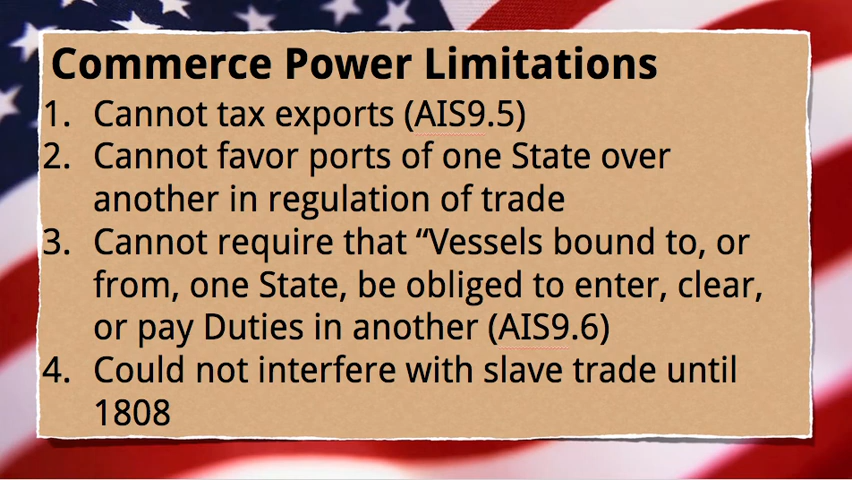 Commerce Power Limitations
1. Cannot tax exports (AIS9.5)
2. Cannot favor ports of one State over
another in regulation of trade
3. Cannot require that “Vessels bound to, or
from, one State, be obliged to enter, clear,
or pay Duties in another (AIS9.6)
4. Could not interfere with slave trade until
1808